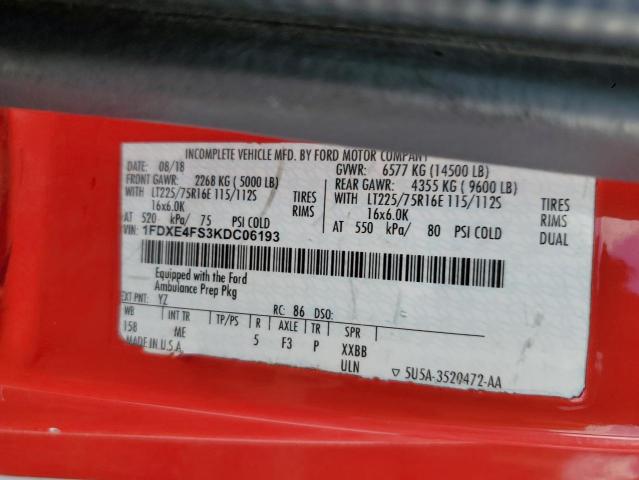 INCOMPLETE VEHICLE MFD. BY FORD MOTOR COMPANY
DATE: 08/18 GVWR: 6577 KG (14500 LB)
FRONT GAWR: 2268 KG ( 5000 LB) REAR GAWR: 4355 KG ( 9600 LB)
WITH LT225/75R16E 115/112S TIRES WITH LT225/75R16E 115/112S TIRES
16x6.0K RIMS 16x6.0K RIMS
AT 520 kPa/ 75 PSI COLD AT 550 kPa/ 80 PSI COLD DUAL
VIN: 1FDXE4FS3KDC06193
Equipped with the Ford
Ambulance Prep Pkg
EXT PNT: YZ RC: 86 DSO:
WB INT TR TP/PS R AXLE TR SPR
158 ME 5 F3 P XXBB
MADE IN U.S.A. ULN ▽ 5U5A-3520472-AA